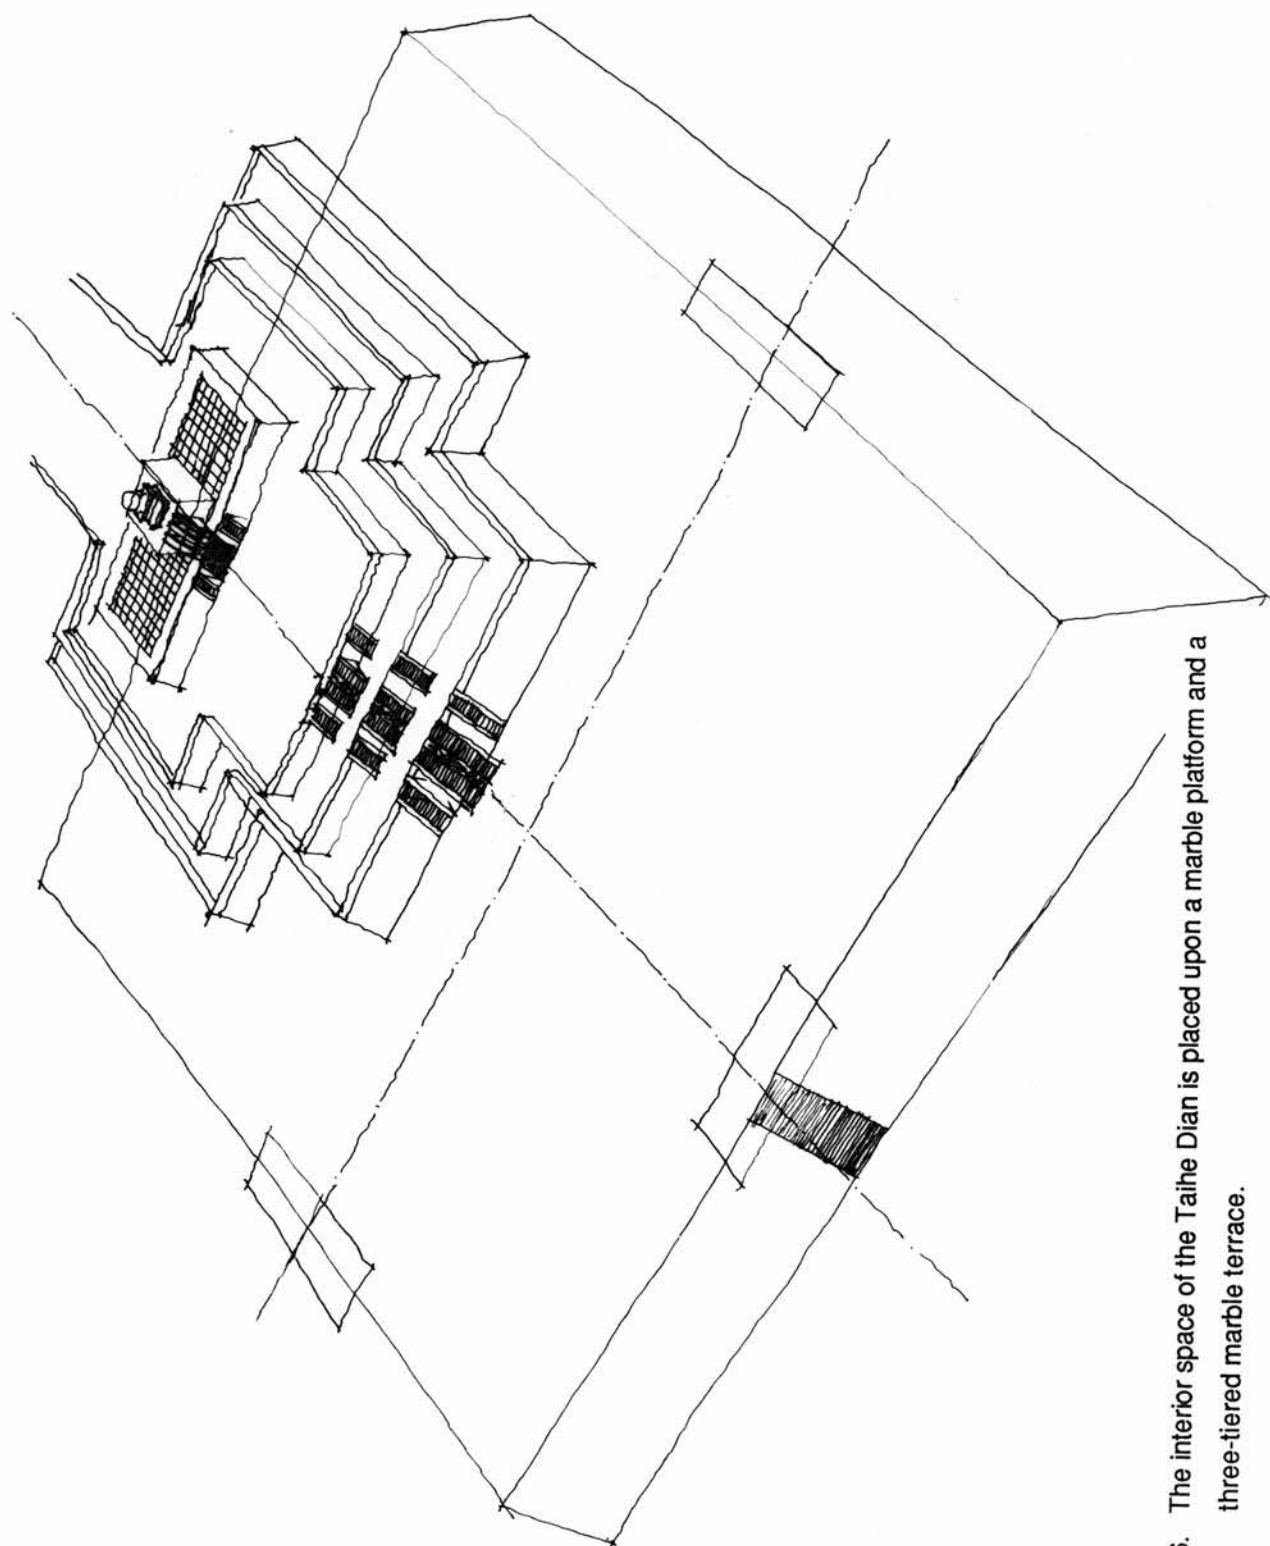 The interior space of the Taihe Dian is placed upon a marble platform and a
three-tiered marble terrace.